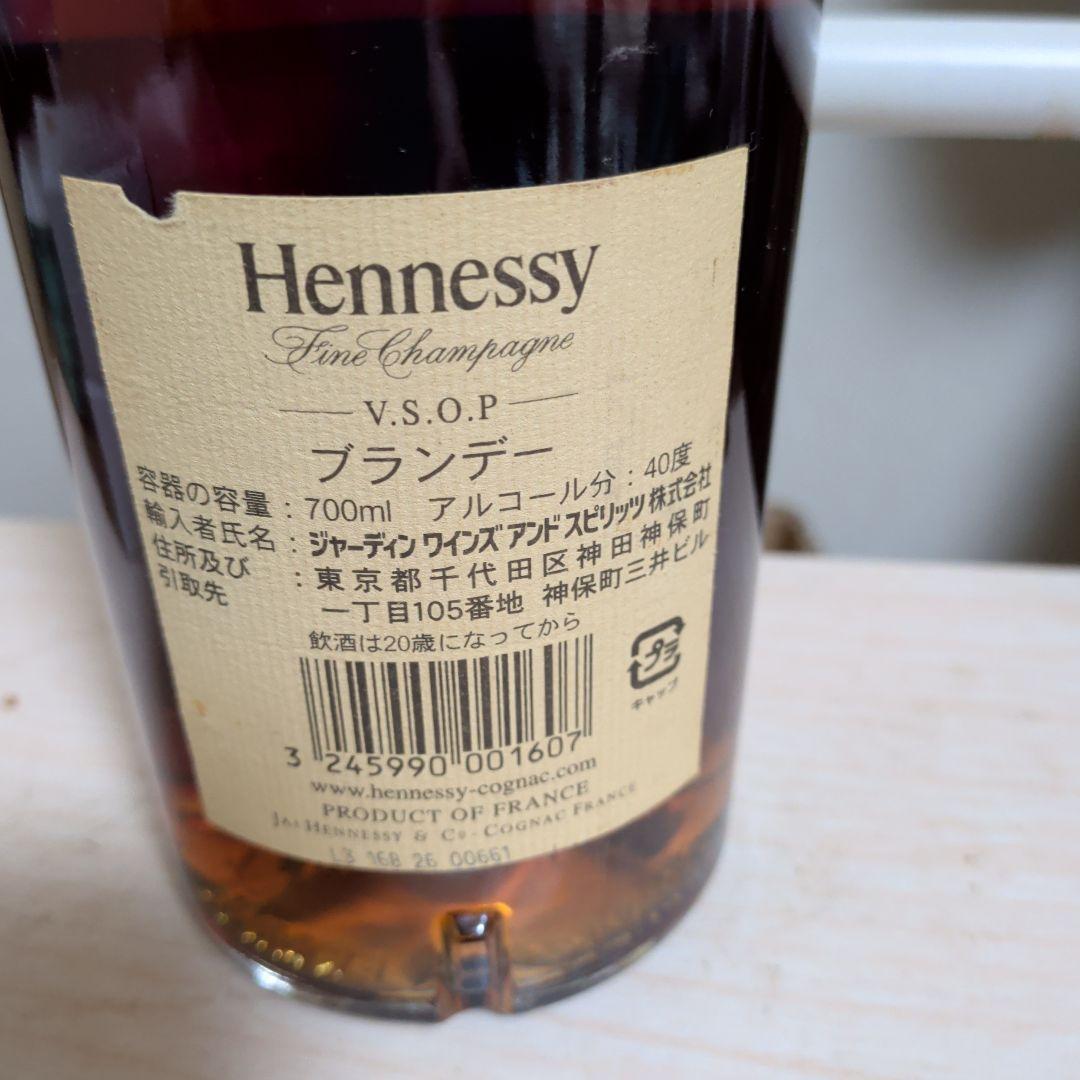 Hennessy
Fine Champagne
V.S.O.P
ブランデー
容器の容量 : 700ml アルコール分 : 40度
輸入者氏名 : ジャーディン ワインズ アンド スピリッツ 株式会社
住所及び : 東京都千代田区神田神保町
引取先 一丁目105番地 神保町三井ビル
飲酒は20歳になってから
プラ
キャップ
3 245990 001607
www.hennessy-cognac.com
PRODUCT OF FRANCE
JAS HENNESSY & Co - COGNAC FRANCE
L3 168 26 00661